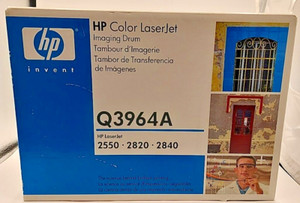 HP Color LaserJet
Imaging Drum
Tambour d'Imagerie
Tambor de Transferencia
de Imágenes
hp
invent
Q3964A
HP LaserJet
2550 · 2820 · 2840